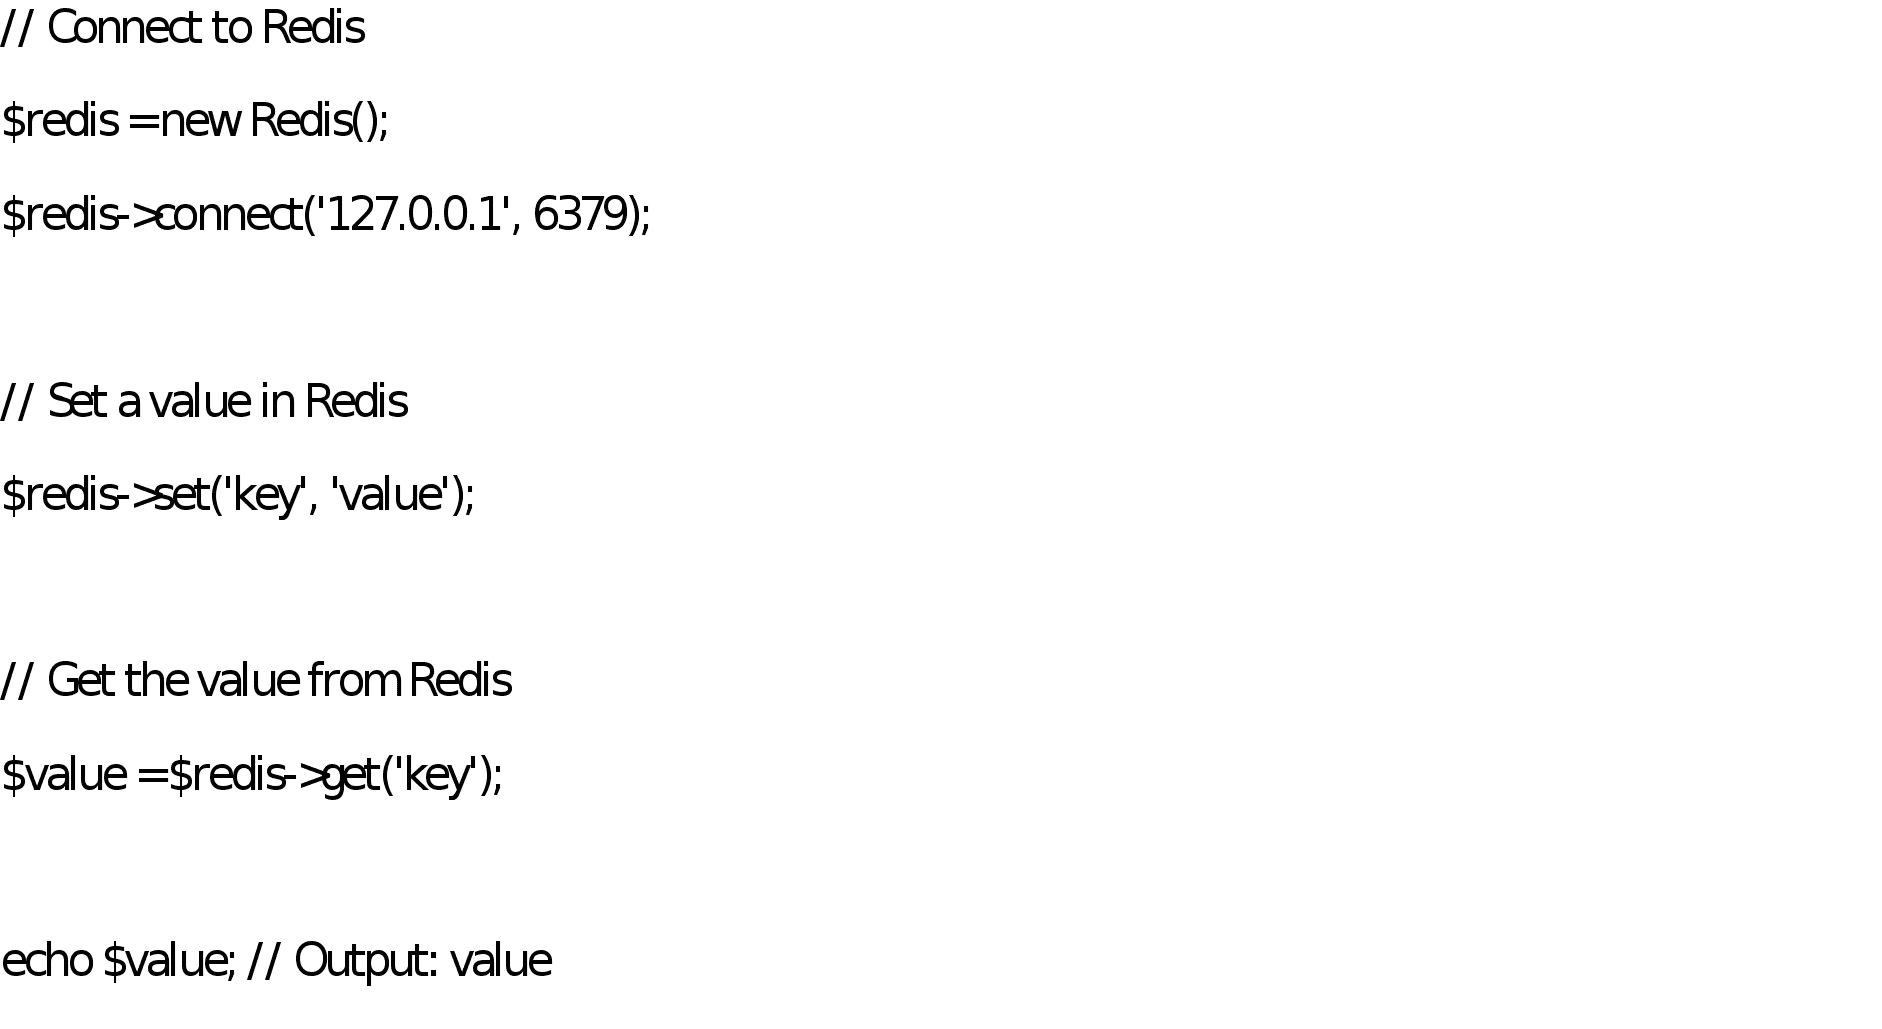 // Connect to Redis
$redis = new Redis();
$redis->connect('127.0.0.1', 6379);
// Set a value in Redis
$redis->set('key', 'value');
// Get the value from Redis
$value = $redis->get('key');
echo $value; // Output: value